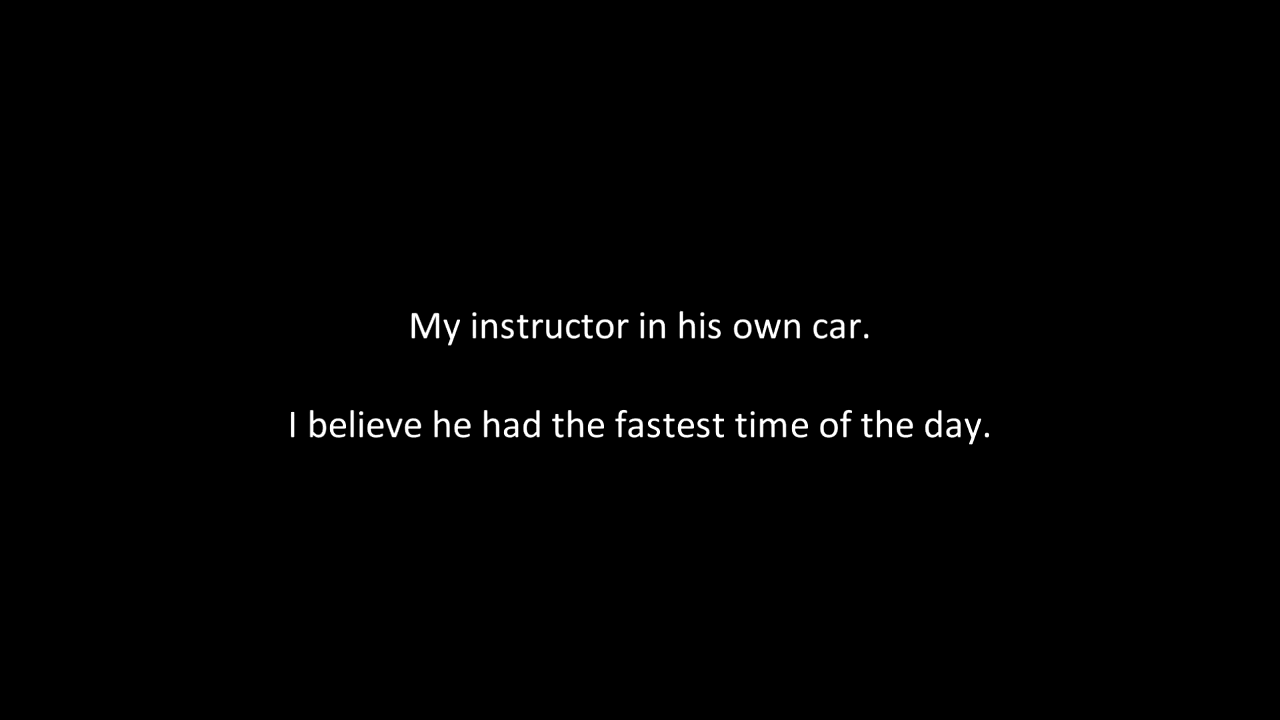 My instructor in his own car.
I believe he had the fastest time of the day.